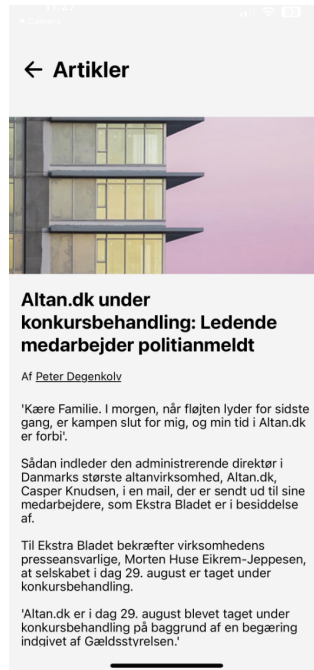 11:27
◂ Camera
← Artikler
Altan.dk under
konkursbehandling: Ledende
medarbejder politianmeldt
Af Peter Degenkolv
'Kære Familie. I morgen, når fløjten lyder for sidste
gang, er kampen slut for mig, og min tid i Altan.dk
er forbi'.
Sådan indleder den administrerende direktør i
Danmarks største altanvirksomhed, Altan.dk,
Casper Knudsen, i en mail, der er sendt ud til sine
medarbejdere, som Ekstra Bladet er i besiddelse
af.
Til Ekstra Bladet bekræfter virksomhedens
presseansvarlige, Morten Huse Eikrem-Jeppesen,
at selskabet i dag 29. august er taget under
konkursbehandling.
'Altan.dk er i dag 29. august blevet taget under
konkursbehandling på baggrund af en begæring
indgivet af Gældsstyrelsen.'